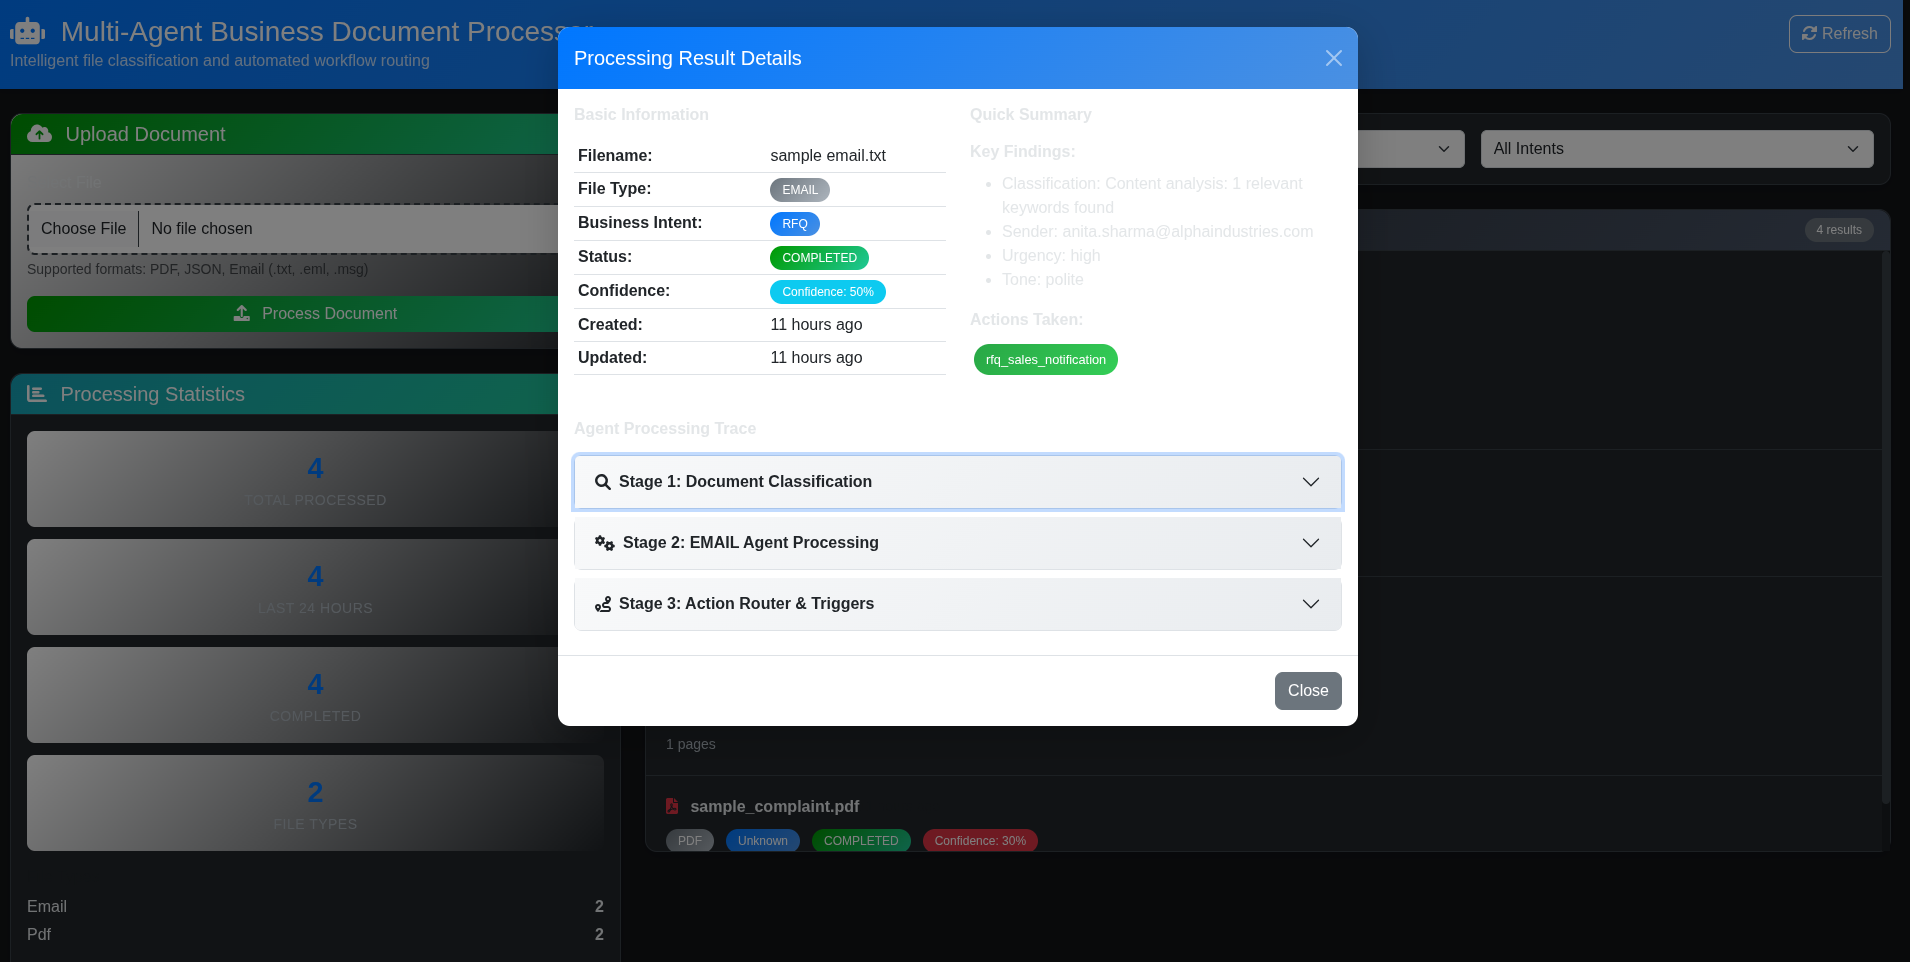 Multi-Agent Business Document Processor
Intelligent file classification and automated workflow routing
Refresh
Upload Document
File
Choose File No file chosen
Supported formats: PDF, JSON, Email (.txt, .eml, .msg)
Process Document
Processing Statistics
4
TOTAL PROCESSED
4
LAST 24 HOURS
4
COMPLETED
2
FILE TYPES
Email 2
Pdf 2
All Intents
4 results
Processing Result Details
Basic Information
Filename: sample email.txt
File Type: EMAIL
Business Intent: RFQ
Status: COMPLETED
Confidence: Confidence: 50%
Created: 11 hours ago
Updated: 11 hours ago
Quick Summary
Key Findings:
• Classification: Content analysis: 1 relevant
keywords found
• Sender: anita.sharma@alphaindustries.com
• Urgency: high
• Tone: polite
Actions Taken:
rfq_sales_notification
Agent Processing Trace
Stage 1: Document Classification
Stage 2: EMAIL Agent Processing
Stage 3: Action Router & Triggers
Close
1 pages
sample_complaint.pdf
PDF Unknown COMPLETED Confidence: 30%